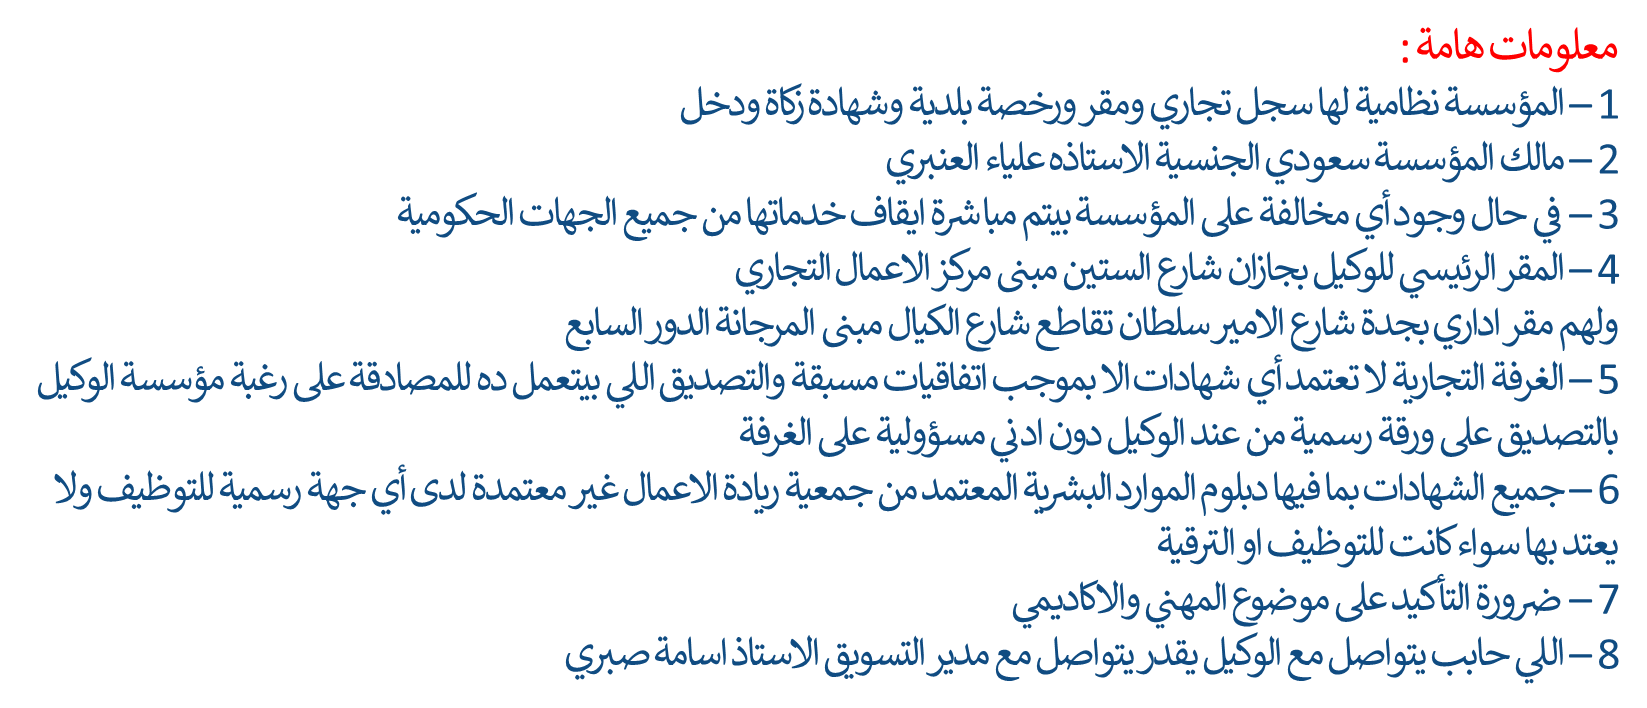 معلومات هامة :
1 – المؤسسة نظامية لها سجل تجاري ومقر ورخصة بلدية وشهادة زكاة ودخل
2 – مالك المؤسسة سعودي الجنسية الاستاذه علياء العنبري
3 – في حال وجود أي مخالفة على المؤسسة بيتم مباشرة ايقاف خدماتها من جميع الجهات الحكومية
4 – المقر الرئيسي للوكيل بجازان شارع الستين مبنى مركز الاعمال التجاري
ولهم مقر اداري بجدة شارع الامير سلطان تقاطع شارع الكيال مبنى المرجانة الدور السابع
5 – الغرفة التجارية لا تعتمد أي شهادات الا بموجب اتفاقيات مسبقة والتصديق اللي بيتعمل ده للمصادقة على رغبة مؤسسة الوكيل
بالتصديق على ورقة رسمية من عند الوكيل دون ادني مسؤولية على الغرفة
6 – جميع الشهادات بما فيها دبلوم الموارد البشرية المعتمد من جمعية ريادة الاعمال غير معتمدة لدى أي جهة رسمية للتوظيف ولا
يعتد بها سواء كانت للتوظيف او الترقية
7 – ضرورة التأكيد على موضوع المهني والاكاديمي
8 – اللي حابب يتواصل مع الوكيل يقدر يتواصل مع مدير التسويق الاستاذ اسامة صبري